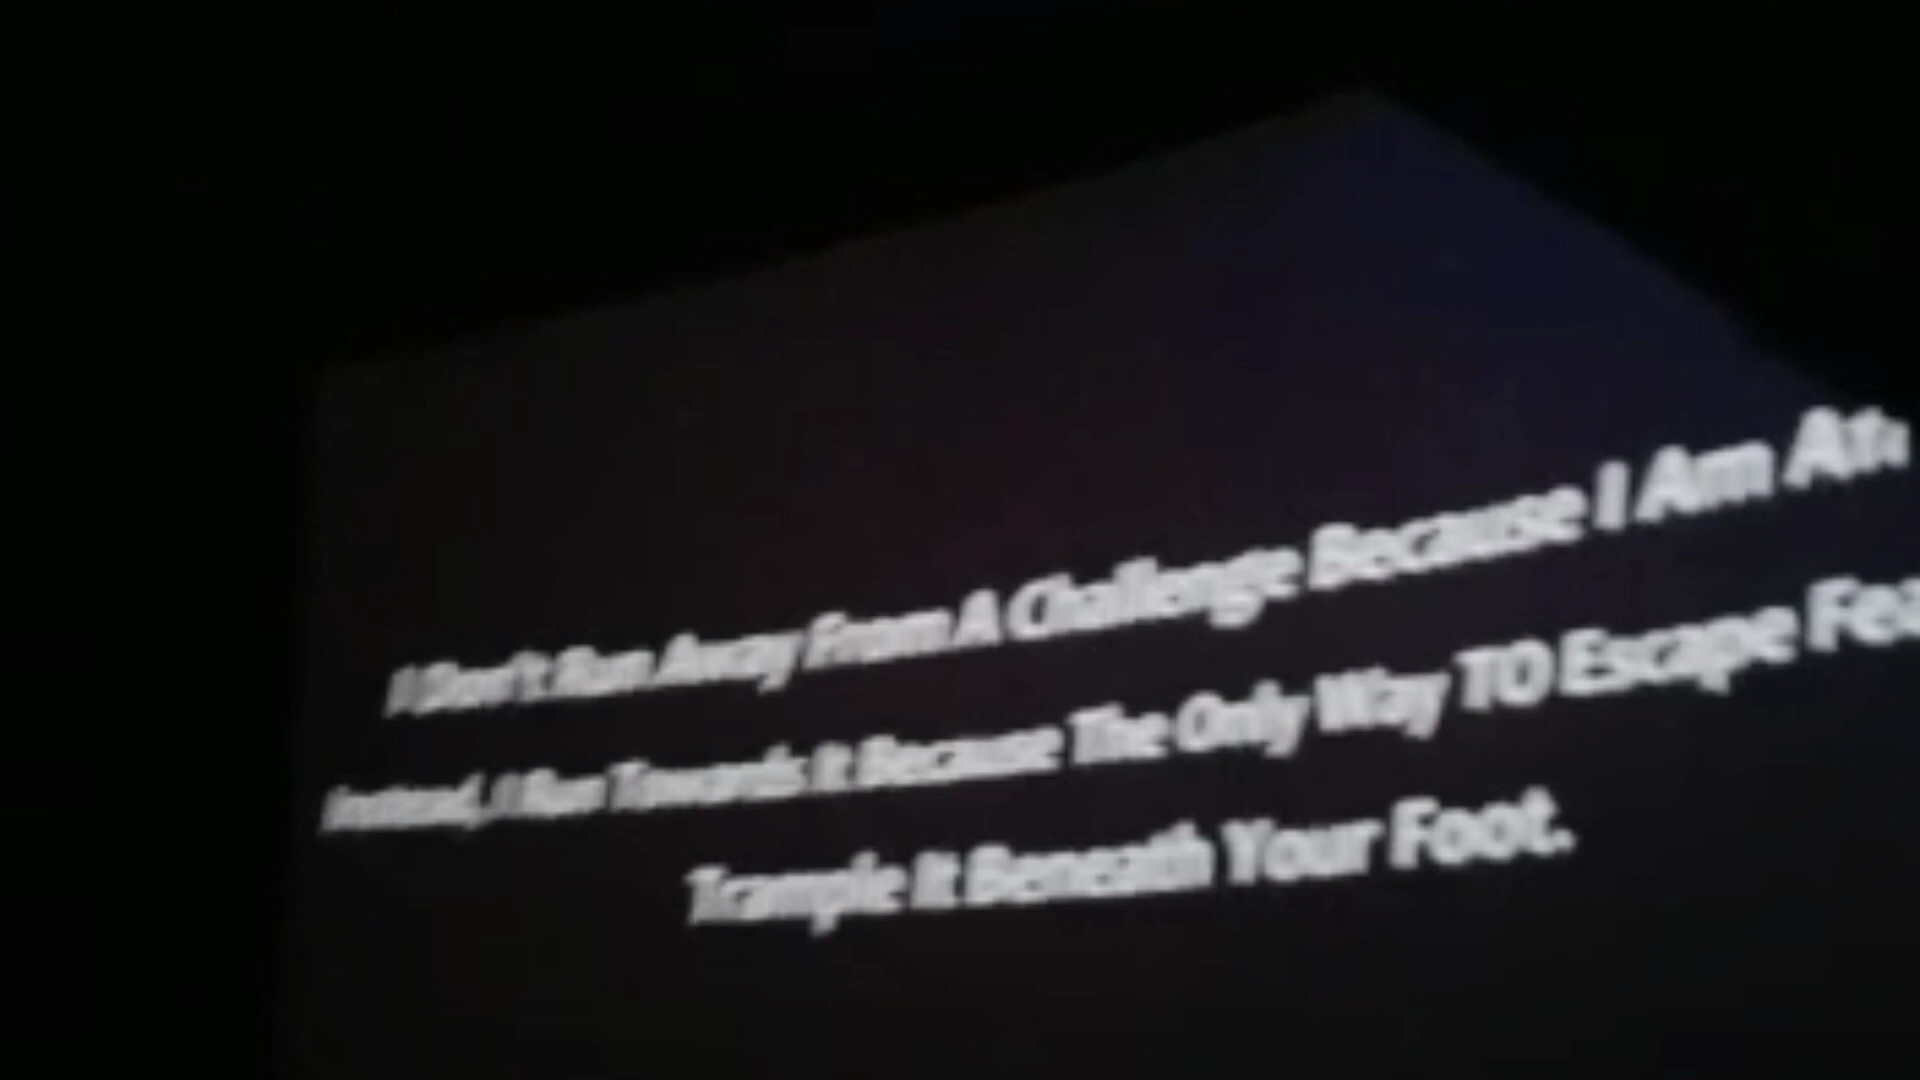 I Don't Run Away From A Challenge Because I Am
Instead, I Run Towards It Because The Only Way TO Escape
Trample It Beneath Your Foot.